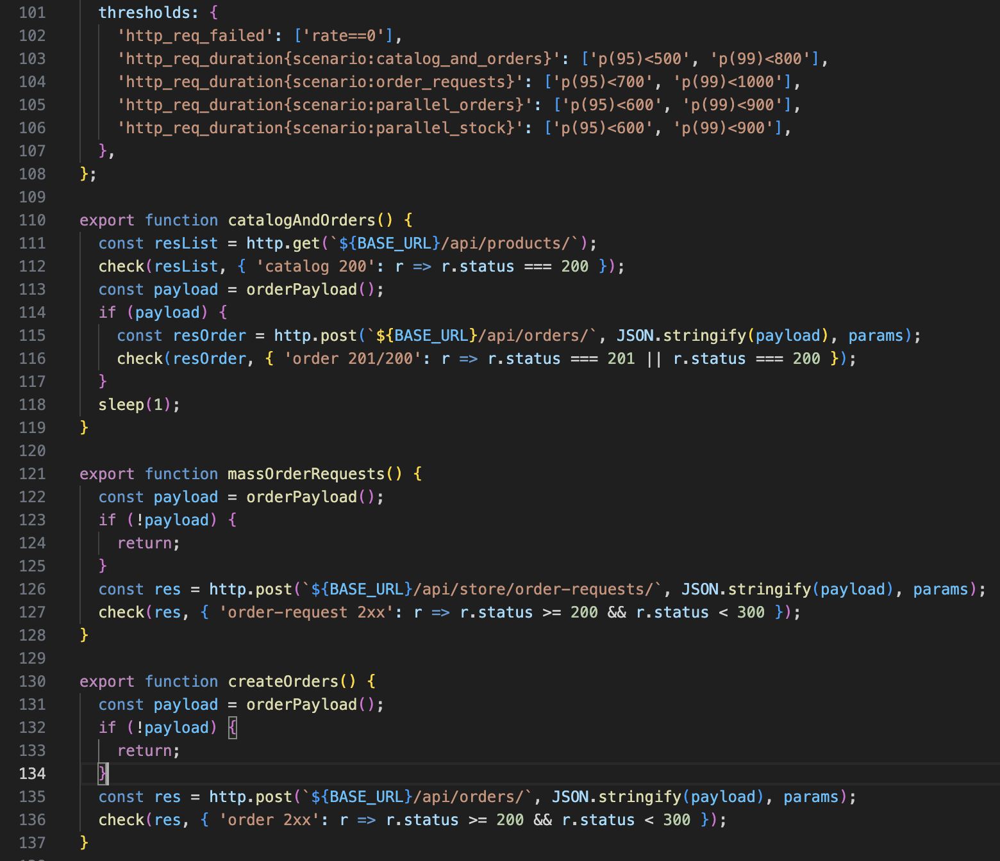 101 thresholds: {
102 'http_req_failed': ['rate==0'],
103 'http_req_duration{scenario:catalog_and_orders}': ['p(95)<500', 'p(99)<800'],
104 'http_req_duration{scenario:order_requests}': ['p(95)<700', 'p(99)<1000'],
105 'http_req_duration{scenario:parallel_orders}': ['p(95)<600', 'p(99)<900'],
106 'http_req_duration{scenario:parallel_stock}': ['p(95)<600', 'p(99)<900'],
107 },
108 };
109
110 export function catalogAndOrders() {
111 const resList = http.get(`${BASE_URL}/api/products/`);
112 check(resList, { 'catalog 200': r => r.status === 200 });
113 const payload = orderPayload();
114 if (payload) {
115 const resOrder = http.post(`${BASE_URL}/api/orders/`, JSON.stringify(payload), params);
116 check(resOrder, { 'order 201/200': r => r.status === 201 || r.status === 200 });
117 }
118 sleep(1);
119 }
120
121 export function massOrderRequests() {
122 const payload = orderPayload();
123 if (!payload) {
124 return;
125 }
126 const res = http.post(`${BASE_URL}/api/store/order-requests/`, JSON.stringify(payload), params);
127 check(res, { 'order-request 2xx': r => r.status >= 200 && r.status < 300 });
128 }
129
130 export function createOrders() {
131 const payload = orderPayload();
132 if (!payload) {
133 return;
134 }
135 const res = http.post(`${BASE_URL}/api/orders/`, JSON.stringify(payload), params);
136 check(res, { 'order 2xx': r => r.status >= 200 && r.status < 300 });
137 }